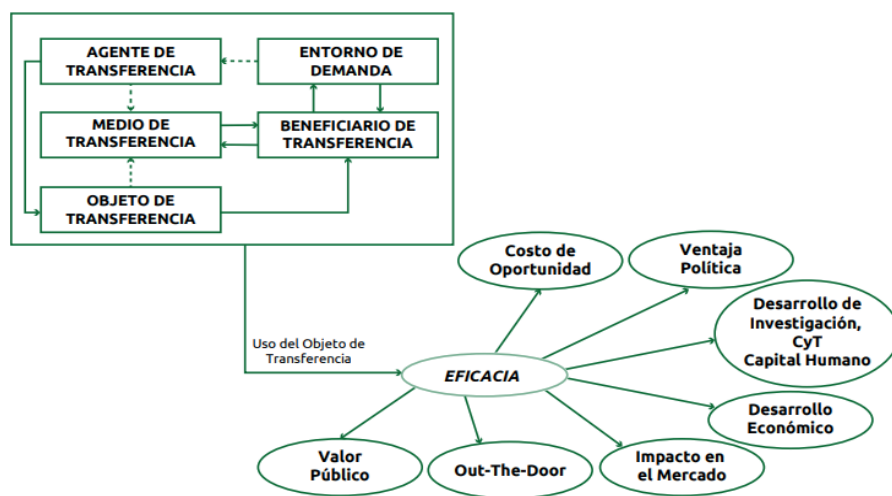 AGENTE DE
TRANSFERENCIA
ENTORNO DE
DEMANDA
MEDIO DE
TRANSFERENCIA
BENEFICIARIO DE
TRANSFERENCIA
OBJETO DE
TRANSFERENCIA
Costo de
Oportunidad
Ventaja
Política
Desarrollo de
Investigación,
CyT
Capital Humano
Uso del Objeto de
Transferencia
EFICACIA
Desarrollo
Económico
Valor
Público
Out-The-Door
Impacto en
el Mercado